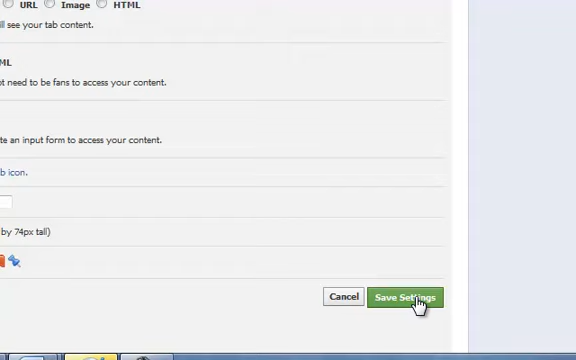 URL Image HTML
ll see your tab content.
ML
ot need to be fans to access your content.
te an input form to access your content.
b icon.
by 74px tall)
Cancel Save Settings